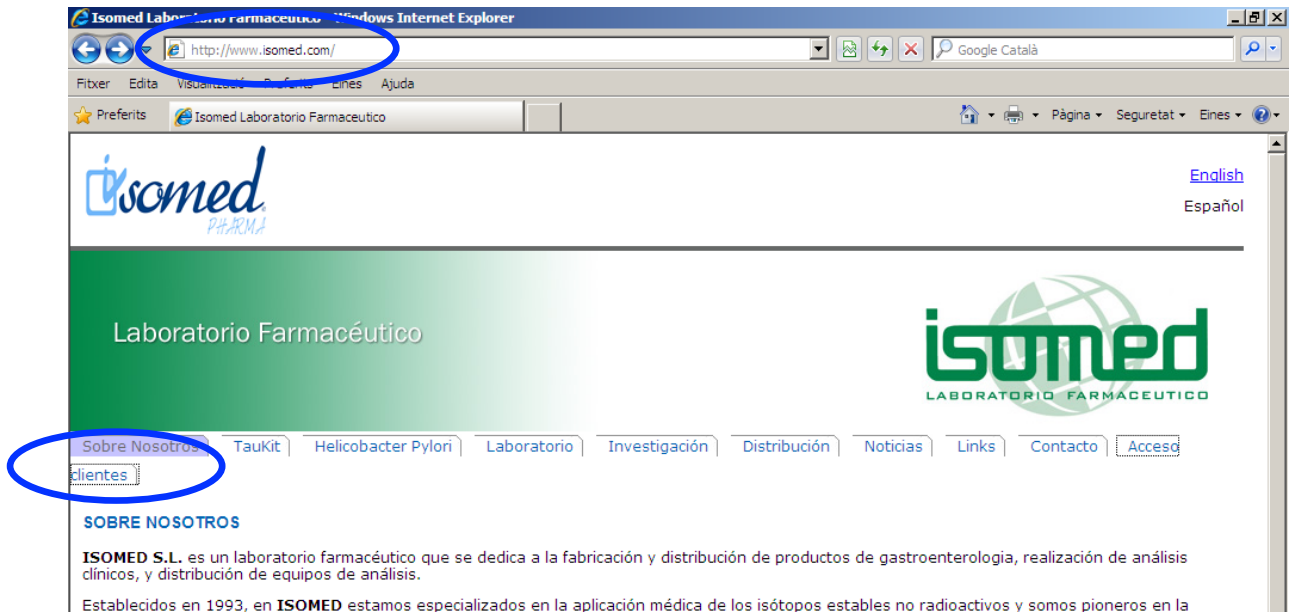 Isomed Laboratorio Farmaceutico - Windows Internet Explorer
http://www.isomed.com/
Google Català
Fitxer Edita Visualització Preferits Eines Ajuda
Preferits Isomed Laboratorio Farmaceutico Pàgina Seguretat Eines
isomed
PHARMA
English
Español
Laboratorio Farmacéutico
isomed
LABORATORIO FARMACEUTICO
Sobre Nosotros TauKit Helicobacter Pylori Laboratorio Investigación Distribución Noticias Links Contacto Acceso
clientes
SOBRE NOSOTROS
ISOMED S.L. es un laboratorio farmacéutico que se dedica a la fabricación y distribución de productos de gastroenterologia, realización de análisis
clínicos, y distribución de equipos de análisis.
Establecidos en 1993, en ISOMED estamos especializados en la aplicación médica de los isótopos estables no radioactivos y somos pioneros en la